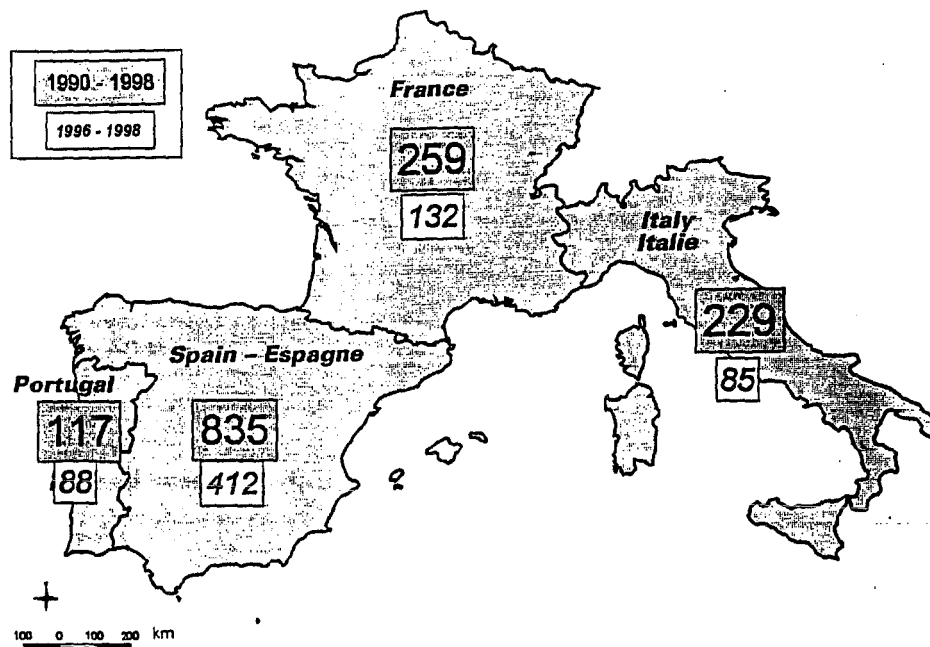 1990 - 1998
1996 - 1998
France
259
132
Italy
Italie
229
85
Spain – Espagne
835
412
Portugal
117
88
100 0 100 200 km